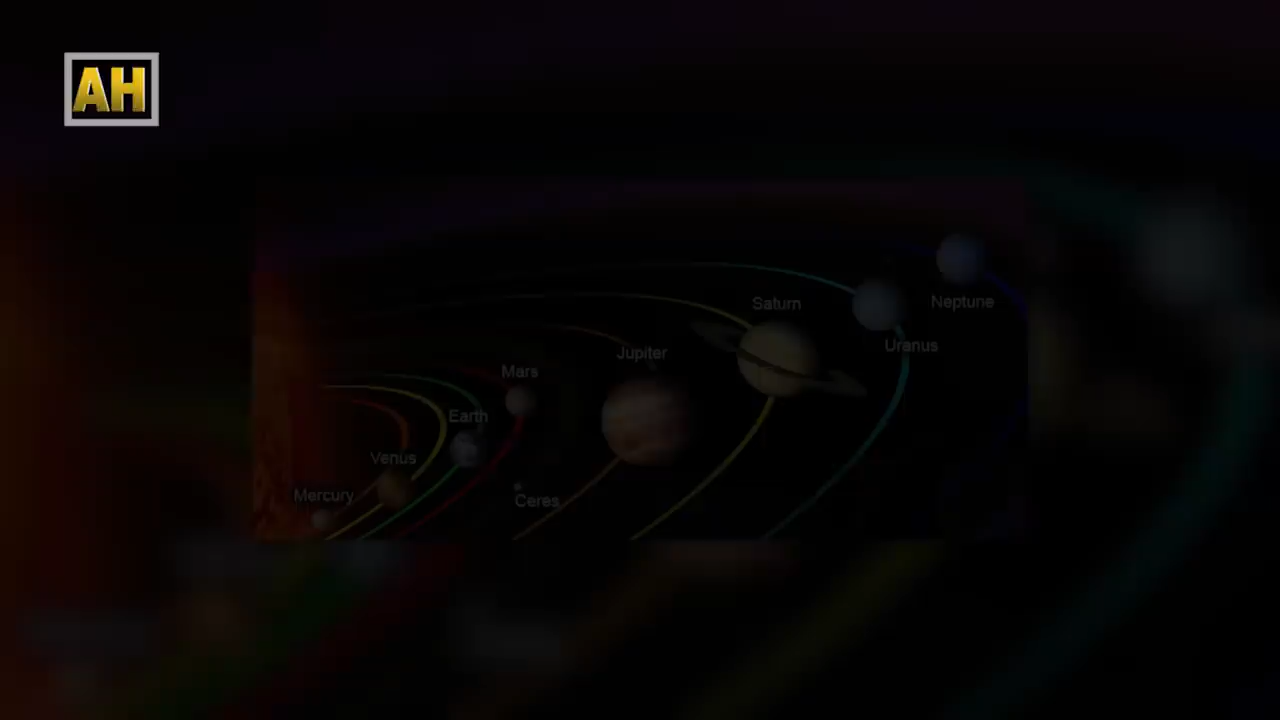 AH
Neptune
Saturn
Uranus
Jupiter
Mars
Earth
Venus
Mercury
Ceres